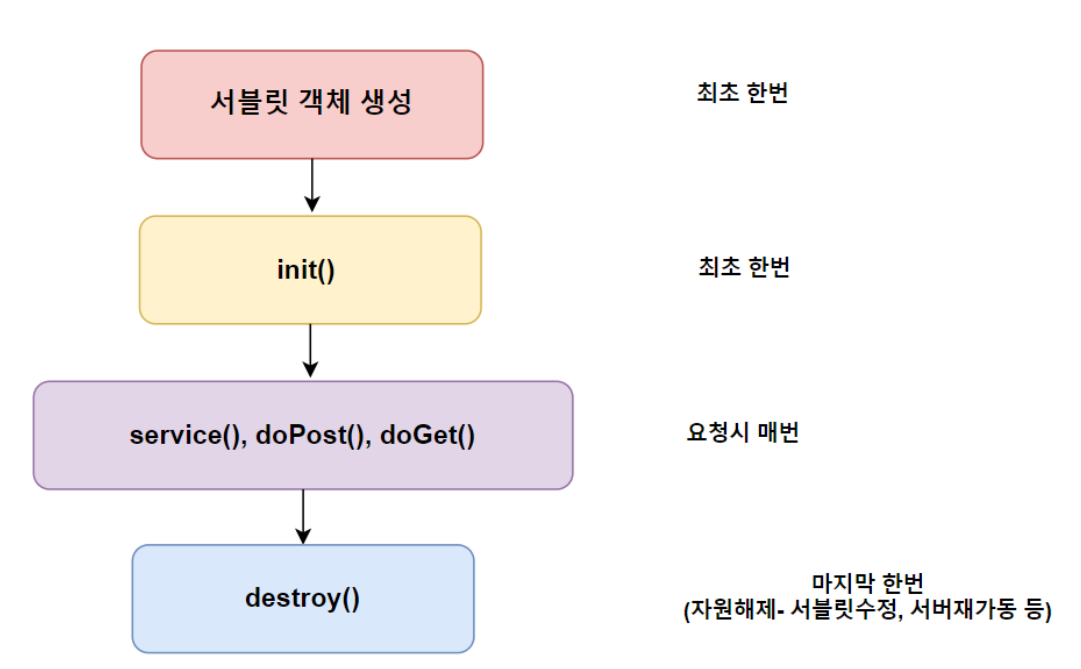 서블릿 객체 생성
최초 한번
init()
최초 한번
service(), doPost(), doGet()
요청시 매번
destroy()
마지막 한번
(자원해제- 서블릿수정, 서버재가동 등)